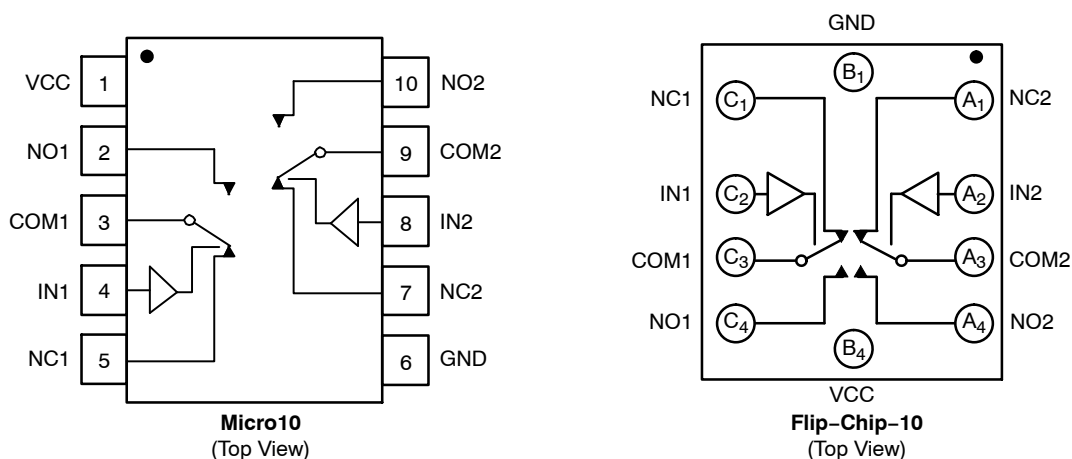 VCC 1
NO1 2
COM1 3
IN1 4
NC1 5
10 NO2
9 COM2
8 IN2
7 NC2
6 GND
Micro10
(Top View)
GND
B1
NC1 C1
A1 NC2
IN1 C2
A2 IN2
COM1 C3
A3 COM2
NO1 C4
A4 NO2
B4
VCC
Flip−Chip−10
(Top View)